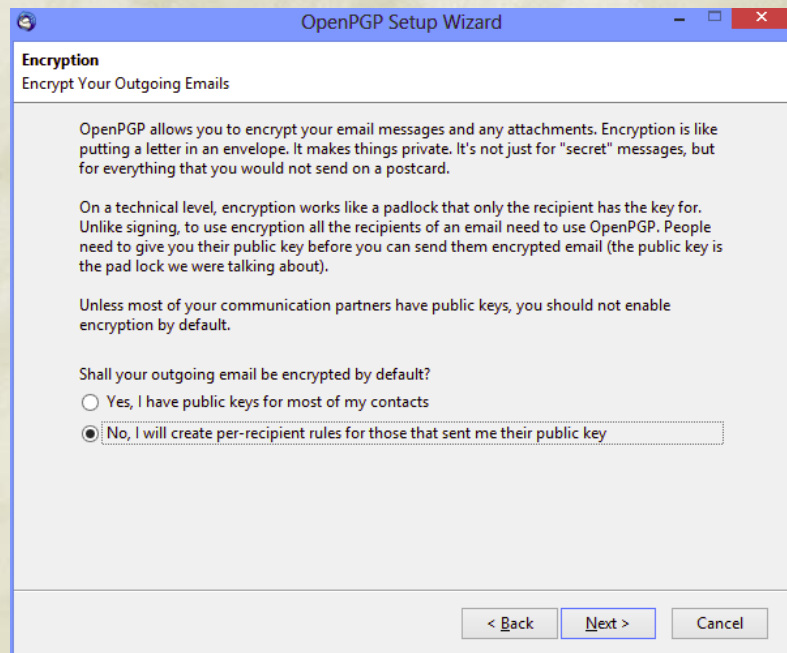 OpenPGP Setup Wizard
Encryption
Encrypt Your Outgoing Emails
OpenPGP allows you to encrypt your email messages and any attachments. Encryption is like
putting a letter in an envelope. It makes things private. It's not just for "secret" messages, but
for everything that you would not send on a postcard.
On a technical level, encryption works like a padlock that only the recipient has the key for.
Unlike signing, to use encryption all the recipients of an email need to use OpenPGP. People
need to give you their public key before you can send them encrypted email (the public key is
the pad lock we were talking about).
Unless most of your communication partners have public keys, you should not enable
encryption by default.
Shall your outgoing email be encrypted by default?
Yes, I have public keys for most of my contacts
No, I will create per-recipient rules for those that sent me their public key
< Back Next > Cancel